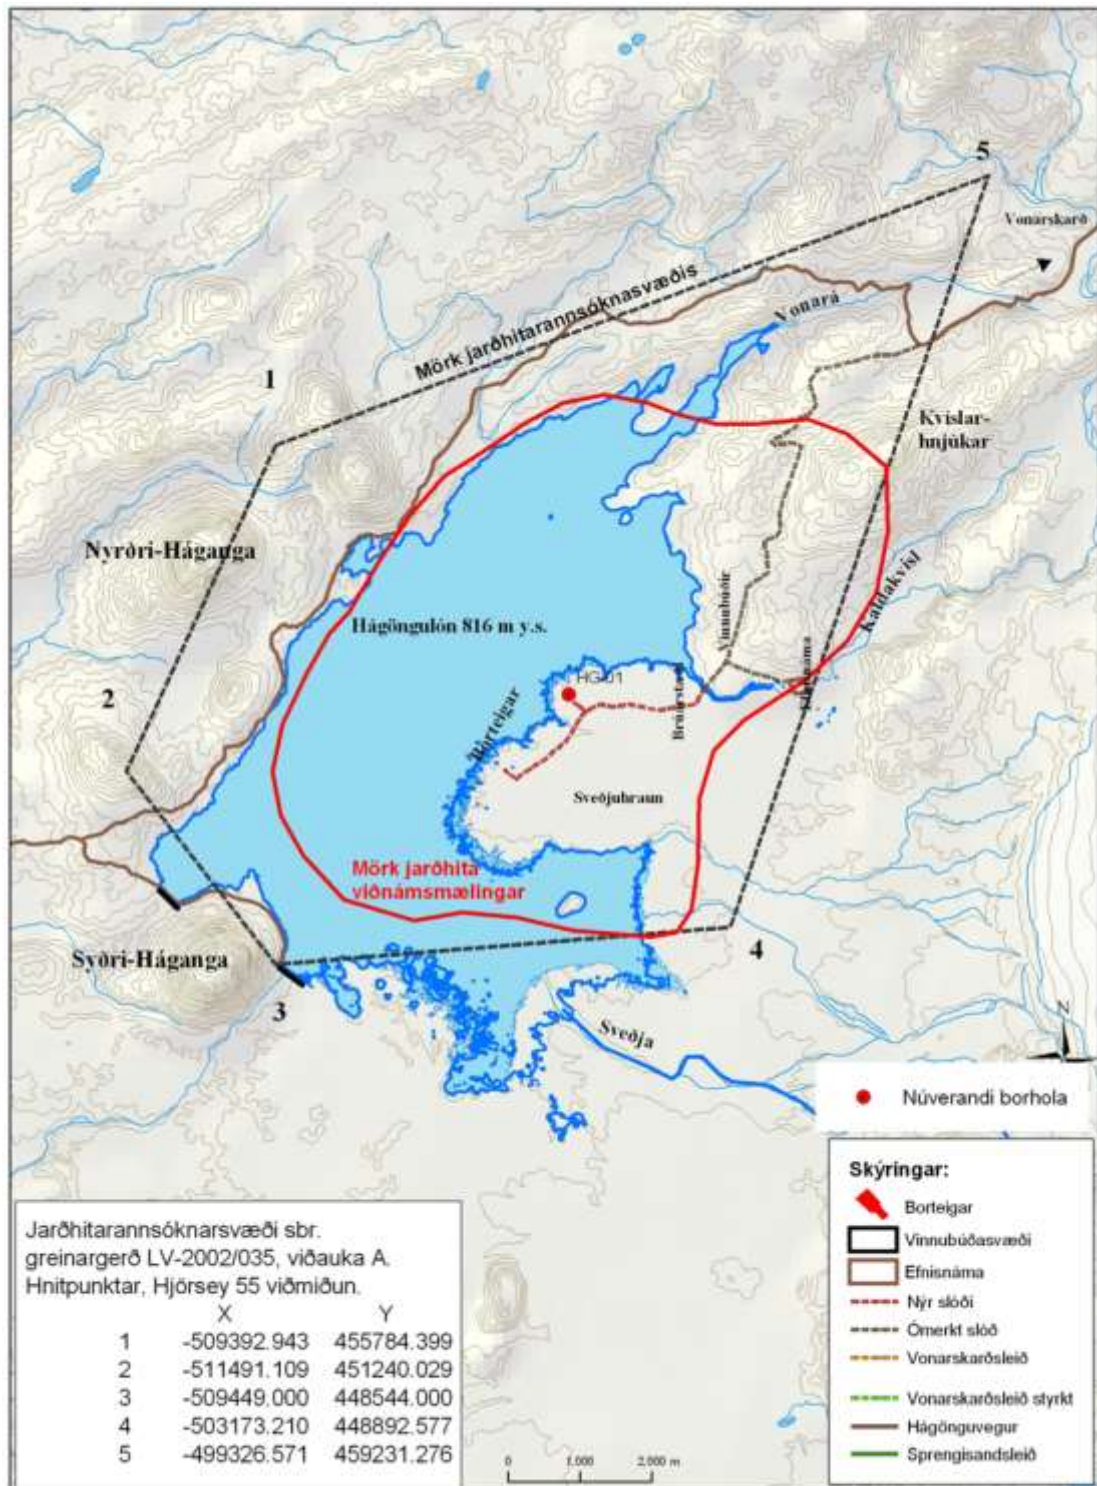 5
Vonarskarð
Mörk jarðhitarannsóknasvæðis
Vonará
1
Kvíslar-
hnjúkar
Nyrðri-Háganga
Kaldakvísl
Vinnubúðir
Hágöngulón 816 m y.s.
HG-01
2
Borteigar
Sveðjuhraun
Mörk jarðhita
viðnámsmælingar
4
Syðri-Háganga
3
Sveðja
N
Núverandi borhola
Skýringar:
Borteigar
Vinnubúðasvæði
Efnisnáma
Nýr slóði
Ómerkt slóð
Vonarskarðsleið
Vonarskarðsleið styrkt
Hágönguvegur
Sprengisandsleið
Jarðhitarannsóknarsvæði sbr.
greinargerð LV-2002/035, viðauka A.
Hnitpunktar, Hjörsey 55 viðmiðun.
X Y
1 -509392.943 455784.399
2 -511491.109 451240.029
3 -509449.000 448544.000
4 -503173.210 448892.577
5 -499326.571 459231.276
0 1.000 2.000 m